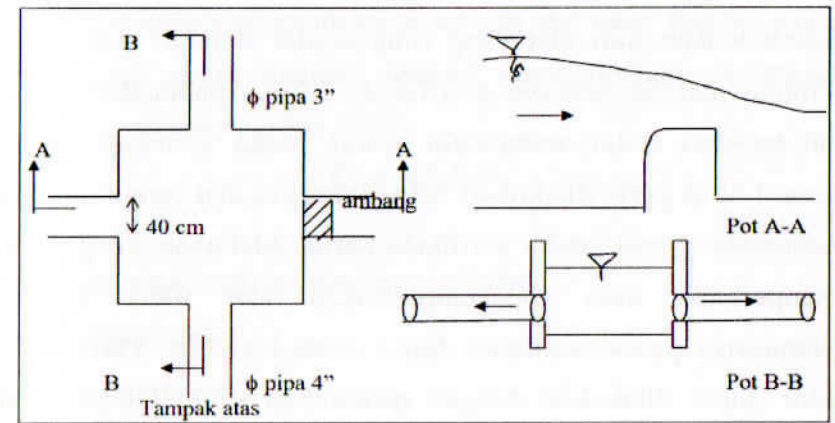 B
ϕ pipa 3”
A
A
ambang
40 cm
Pot A-A
B
ϕ pipa 4”
Pot B-B
Tampak atas